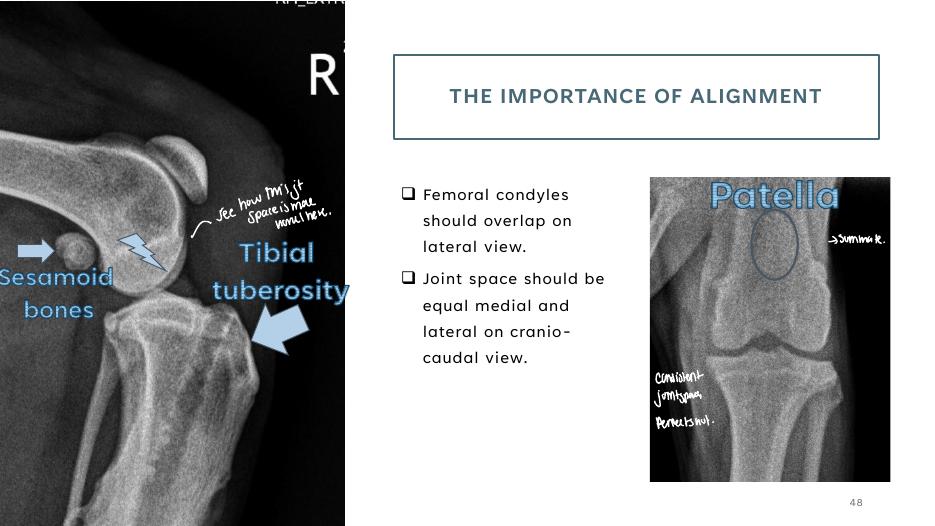 R
see how this jt
space is more
normal here.
Tibial
tuberosity
Sesamoid
bones
THE IMPORTANCE OF ALIGNMENT
Femoral condyles
should overlap on
lateral view.
Joint space should be
equal medial and
lateral on cranio-
caudal view.
Patella
Consistent
joint space
Perfect shot.
48